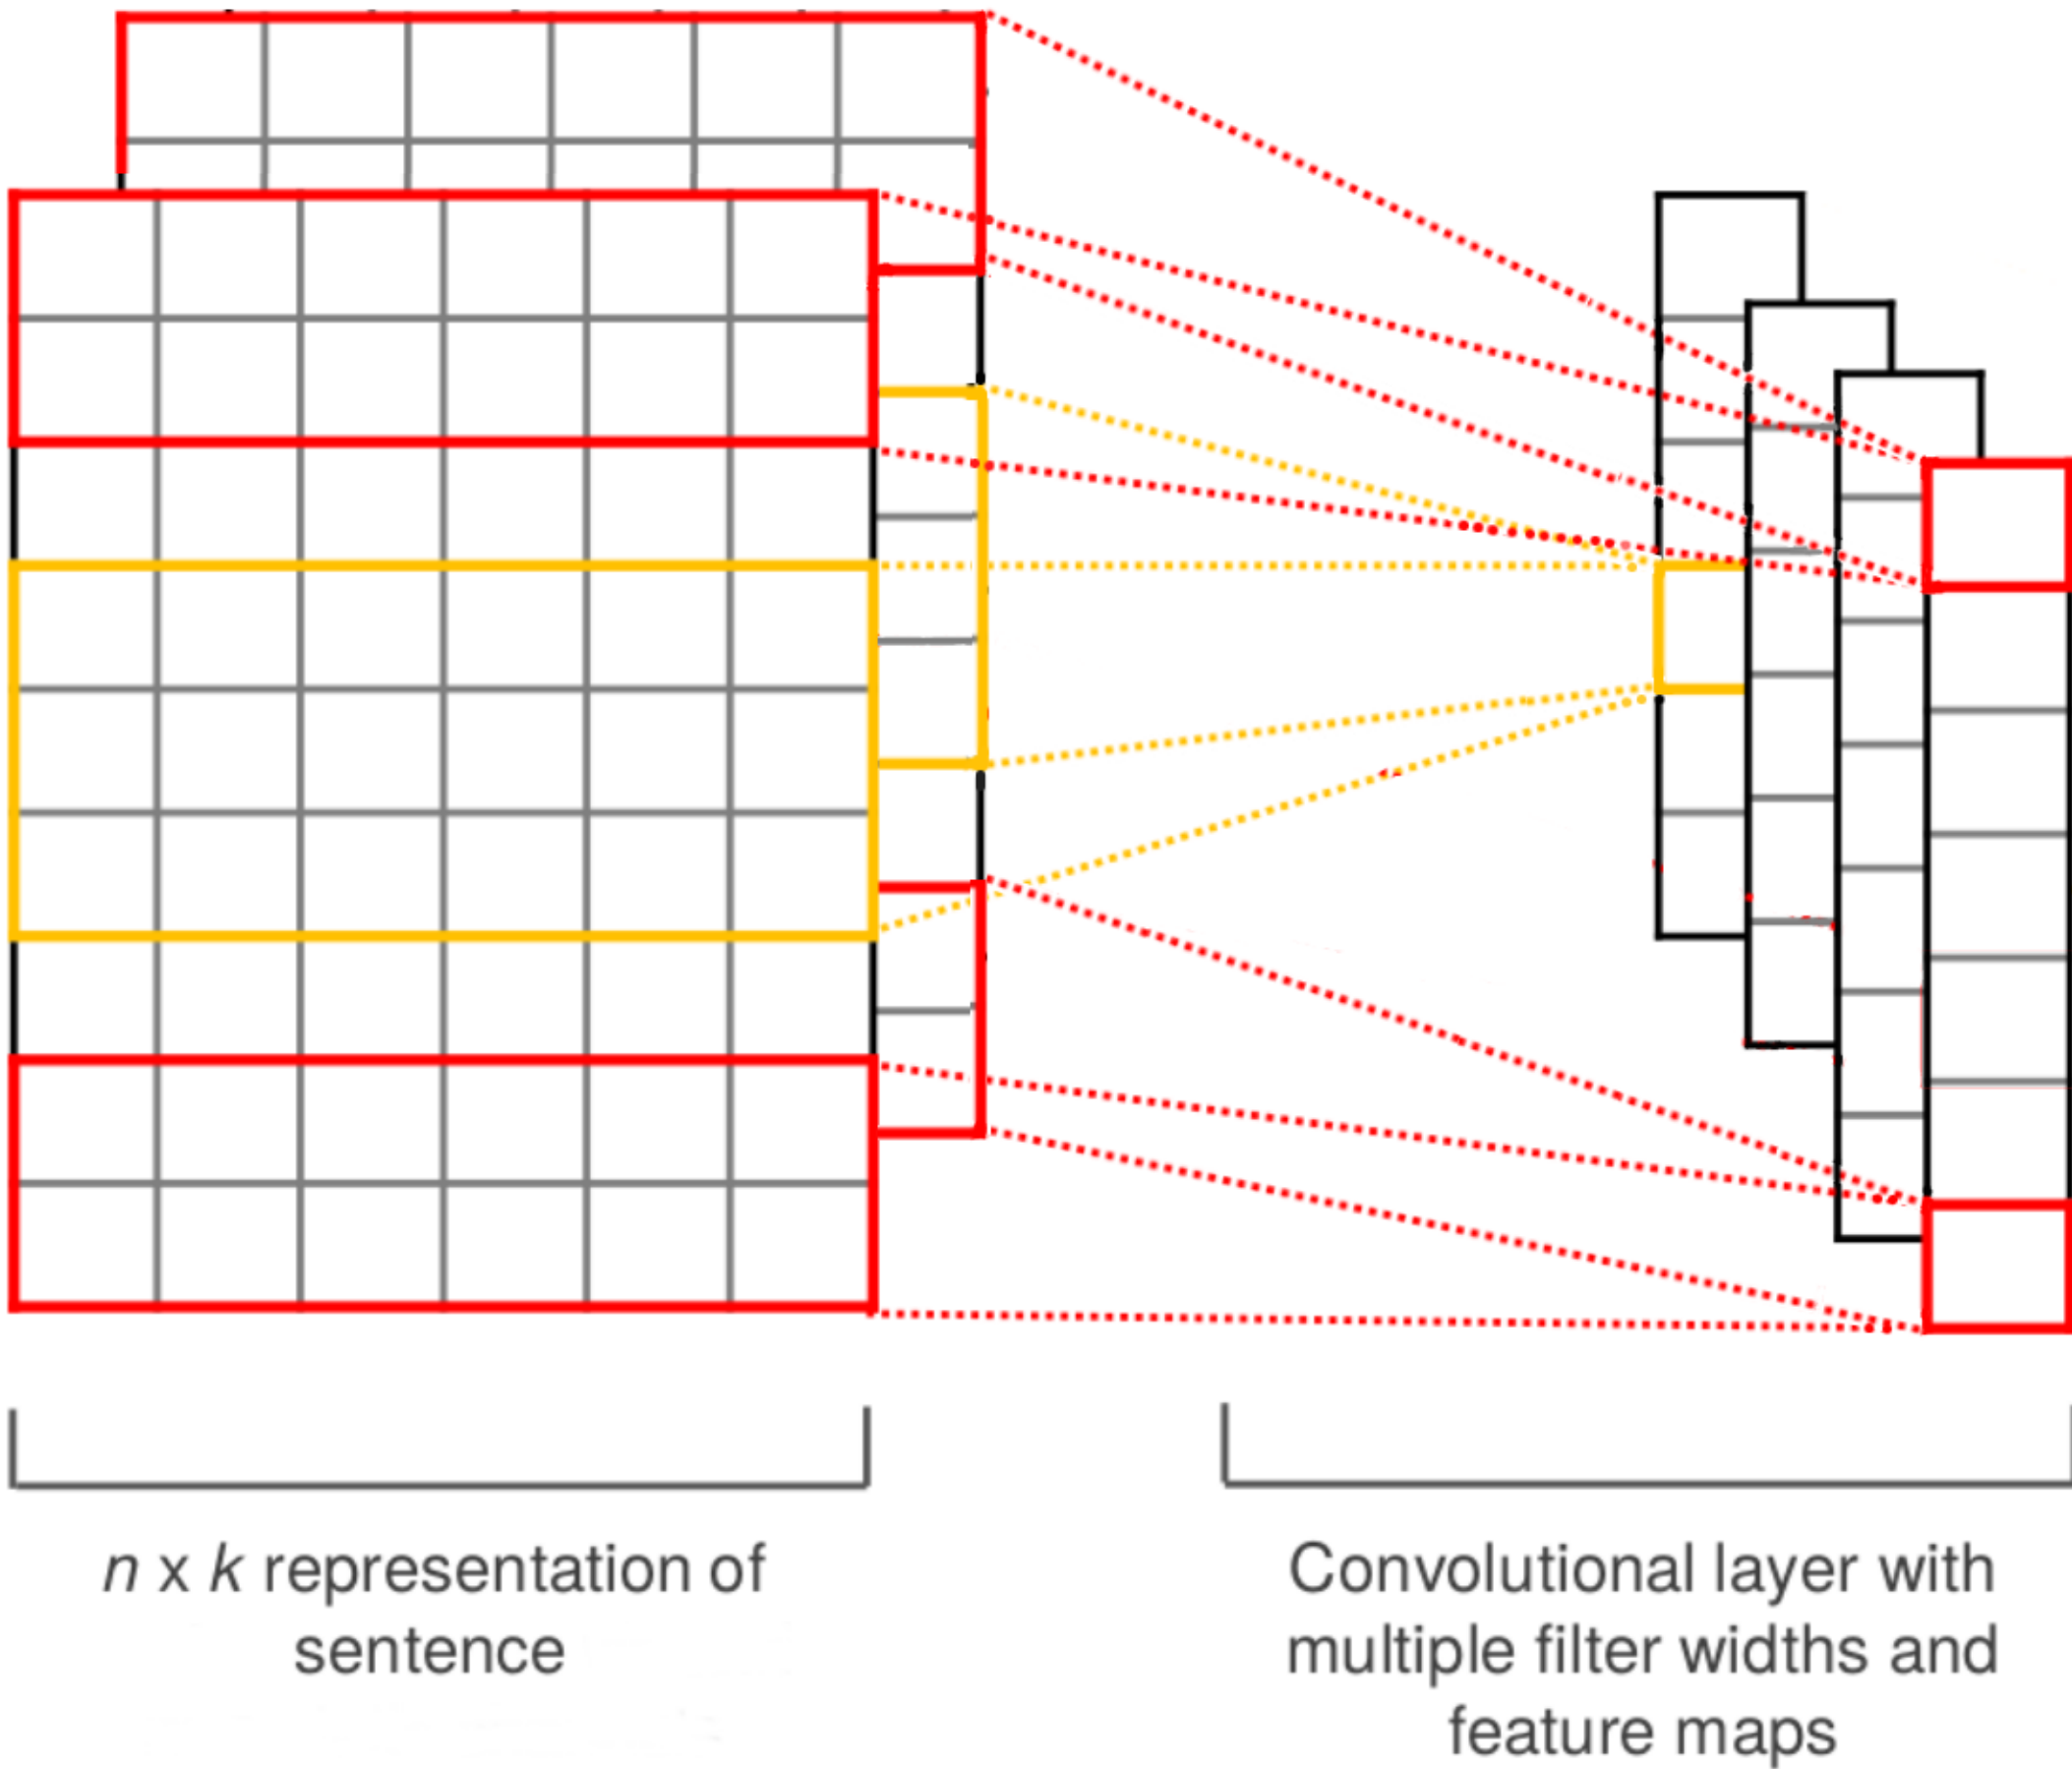 n x k representation of
sentence
Convolutional layer with
multiple filter widths and
feature maps